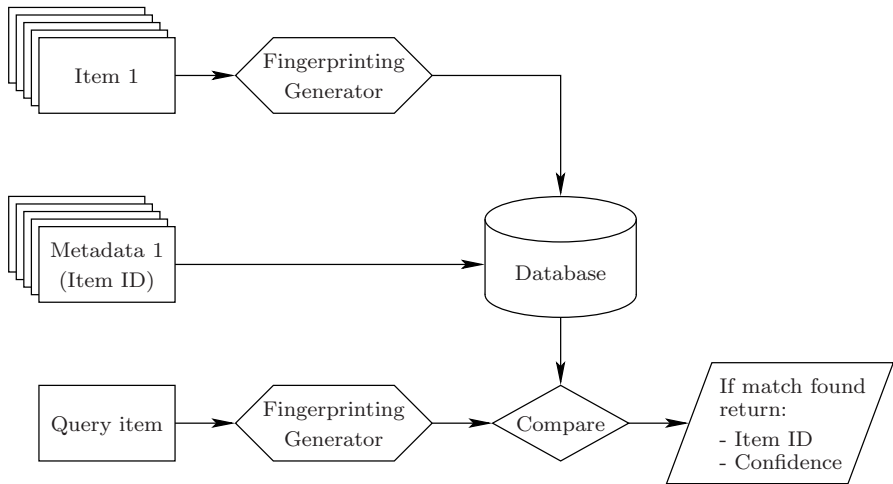 Item 1
Fingerprinting
Generator
Metadata 1
(Item ID)
Database
Query item
Fingerprinting
Generator
Compare
If match found
return:
- Item ID
- Confidence